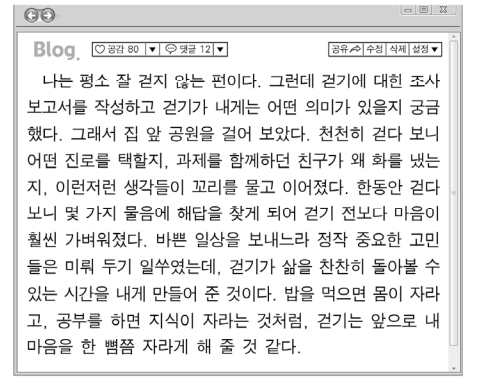 Blog 공감 80 ▼ 댓글 12 ▼ 공유 수정 삭제 설정 ▼
나는 평소 잘 걷지 않는 편이다. 그런데 걷기에 대한 조사
보고서를 작성하고 걷기가 내게는 어떤 의미가 있을지 궁금
했다. 그래서 집 앞 공원을 걸어 보았다. 천천히 걷다 보니
어떤 진로를 택할지, 과제를 함께하던 친구가 왜 화를 냈는
지, 이런저런 생각들이 꼬리를 물고 이어졌다. 한동안 걷다
보니 몇 가지 물음에 해답을 찾게 되어 걷기 전보다 마음이
훨씬 가벼워졌다. 바쁜 일상을 보내느라 정작 중요한 고민
들은 미뤄 두기 일쑤였는데, 걷기가 삶을 찬찬히 돌아볼 수
있는 시간을 내게 만들어 준 것이다. 밥을 먹으면 몸이 자라
고, 공부를 하면 지식이 자라는 것처럼, 걷기는 앞으로 내
마음을 한 뼘쯤 자라게 해 줄 것 같다.